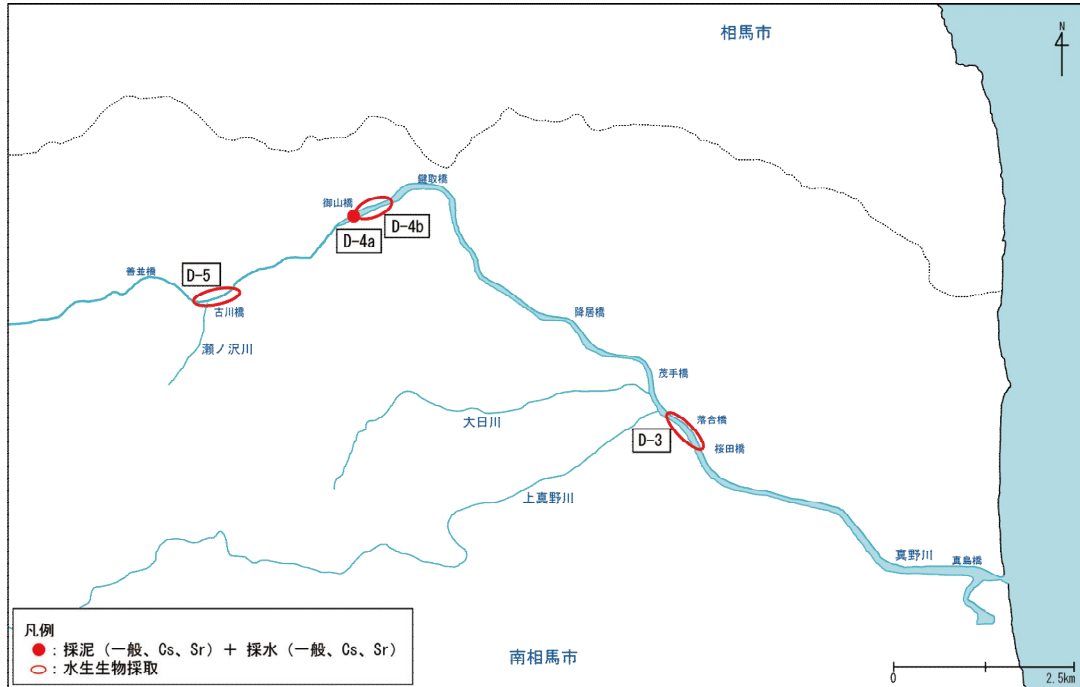 相馬市
N
鍵取橋
御山橋
D-4b
D-4a
善並橋
D-5
古川橋
降居橋
瀬ノ沢川
茂手橋
大日川
落合橋
D-3
桜田橋
上真野川
真野川
真島橋
凡例
：採泥（一般、Cs、Sr）＋ 採水（一般、Cs、Sr）
：水生生物採取
南相馬市
0
2.5km